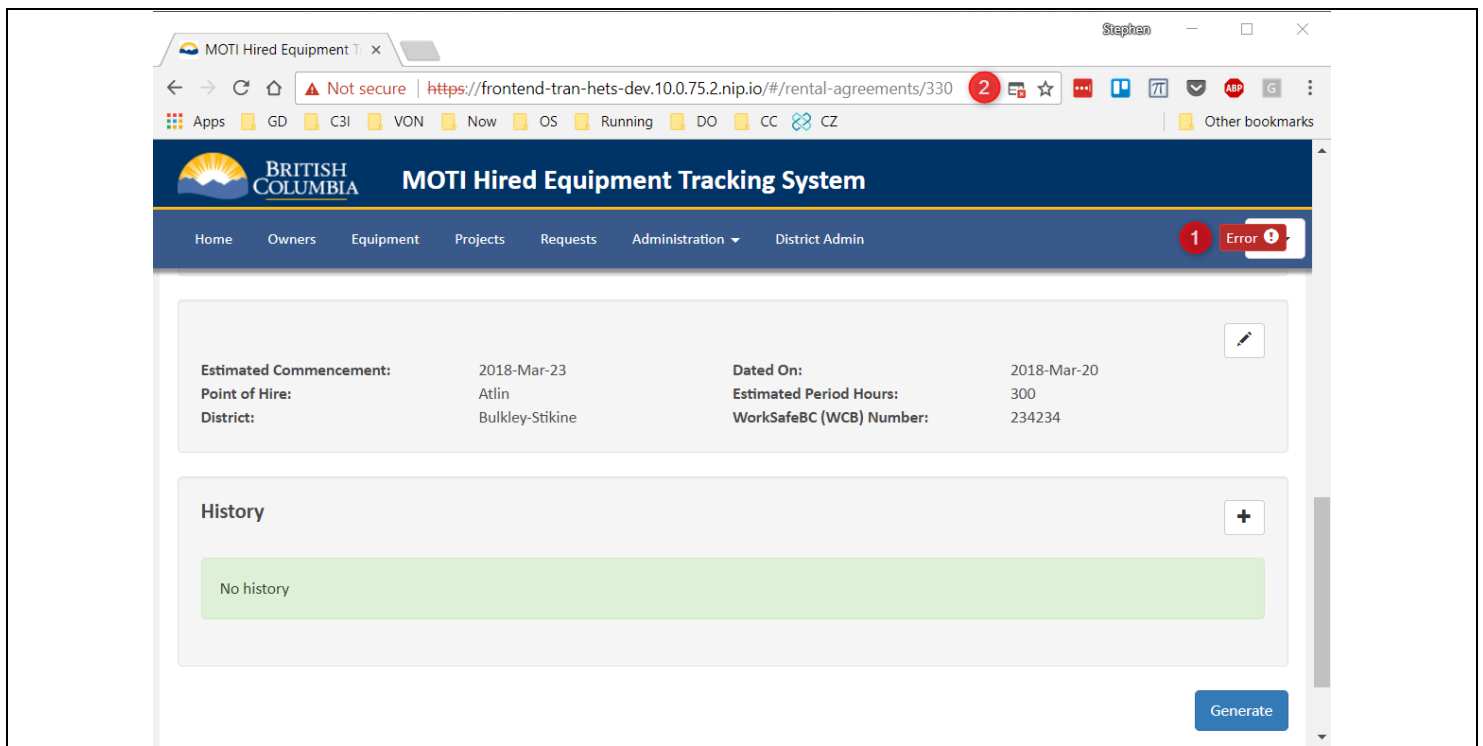 Stephen
MOTI Hired Equipment T
Not secure | https://frontend-tran-hets-dev.10.0.75.2.nip.io/#/rental-agreements/330 2 π ABP G
Apps GD C3I VON Now OS Running DO CC CZ Other bookmarks
BRITISH
COLUMBIA
MOTI Hired Equipment Tracking System
Home Owners Equipment Projects Requests Administration District Admin 1 Error
Estimated Commencement: 2018-Mar-23 Dated On: 2018-Mar-20
Point of Hire: Atlin Estimated Period Hours: 300
District: Bulkley-Stikine WorkSafeBC (WCB) Number: 234234
History
No history
Generate